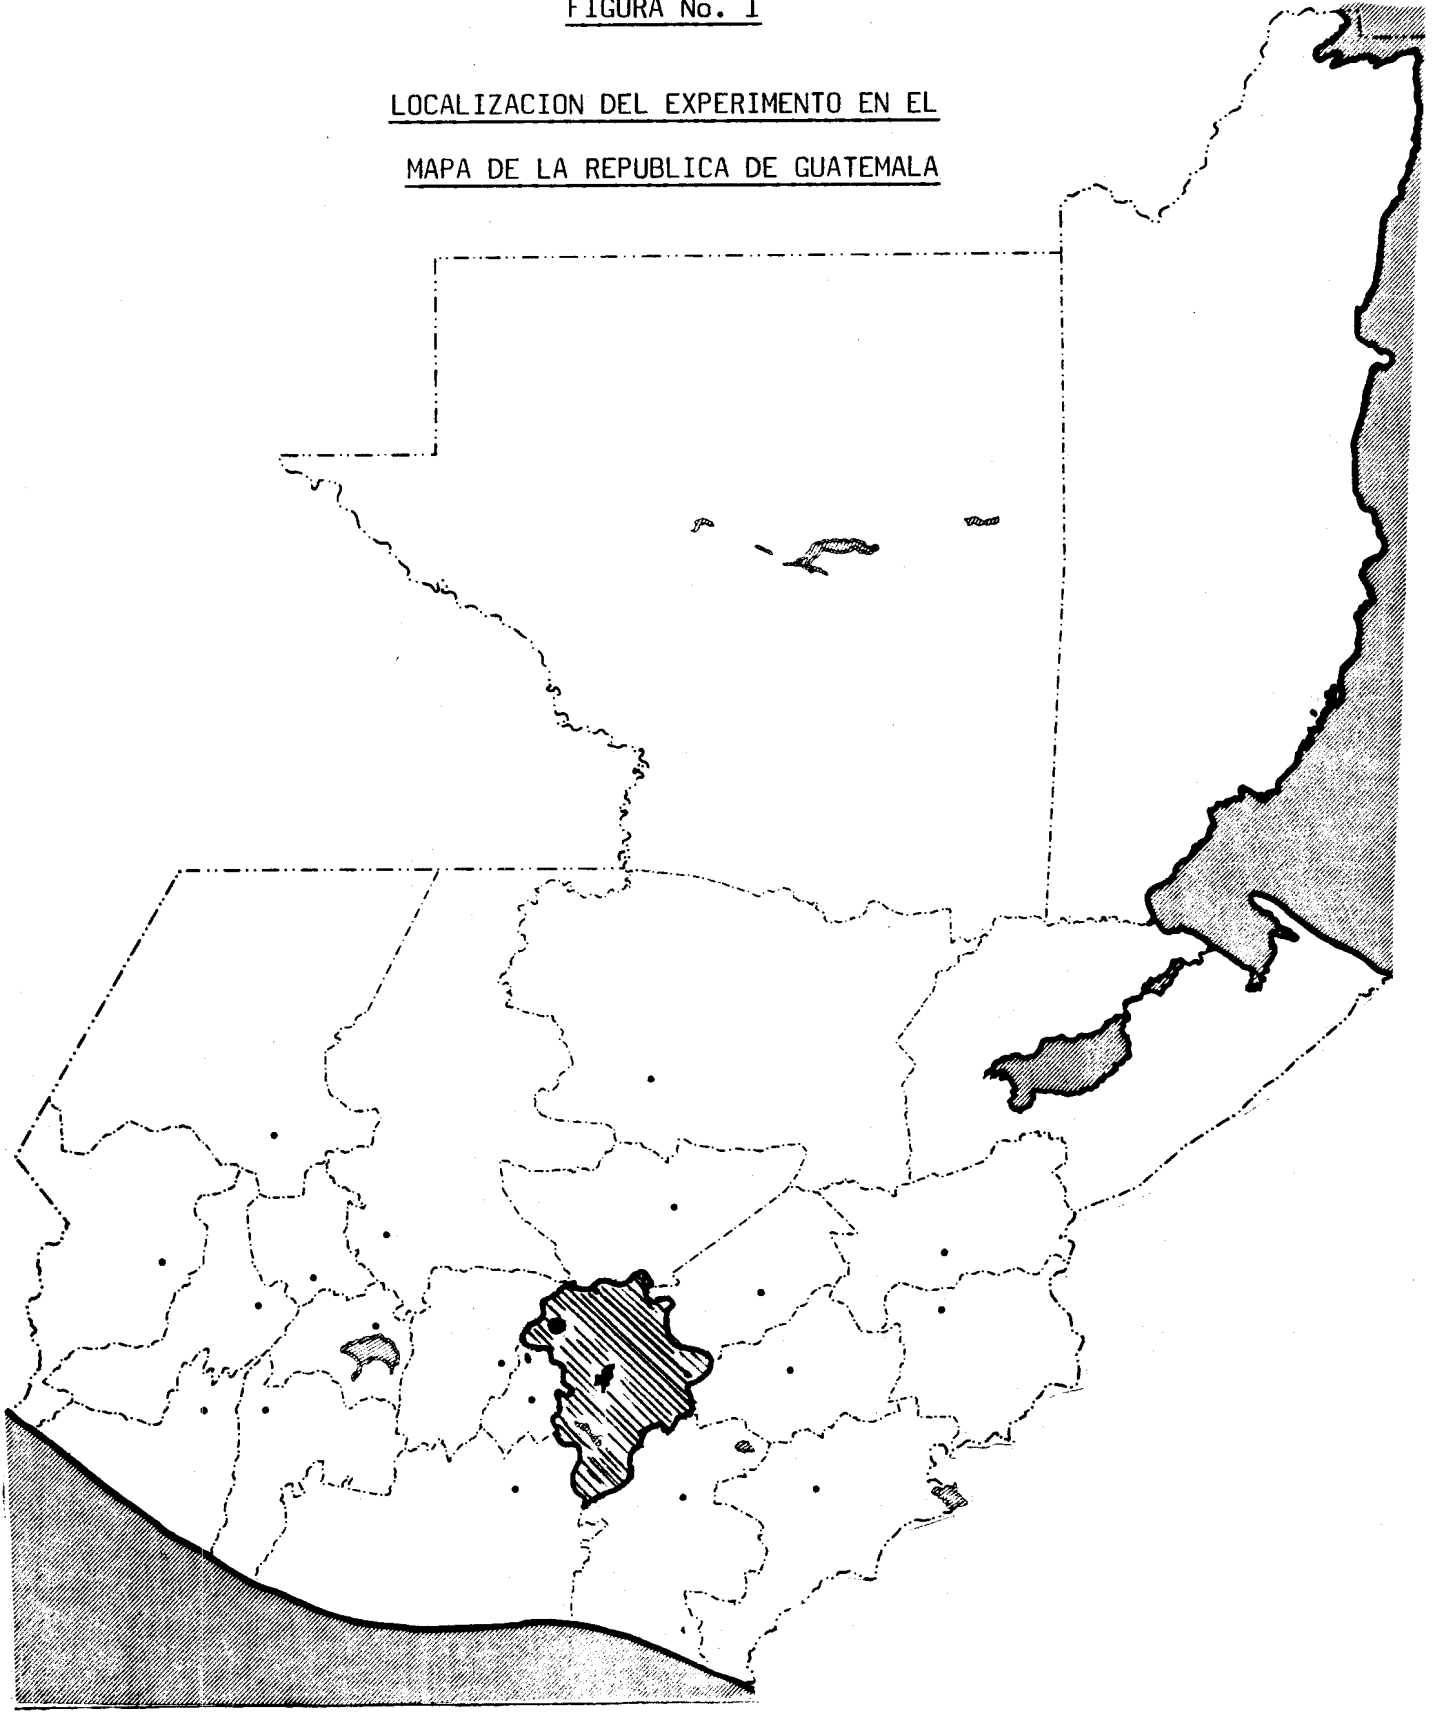 FIGURA No. 1
LOCALIZACION DEL EXPERIMENTO EN EL
MAPA DE LA REPUBLICA DE GUATEMALA